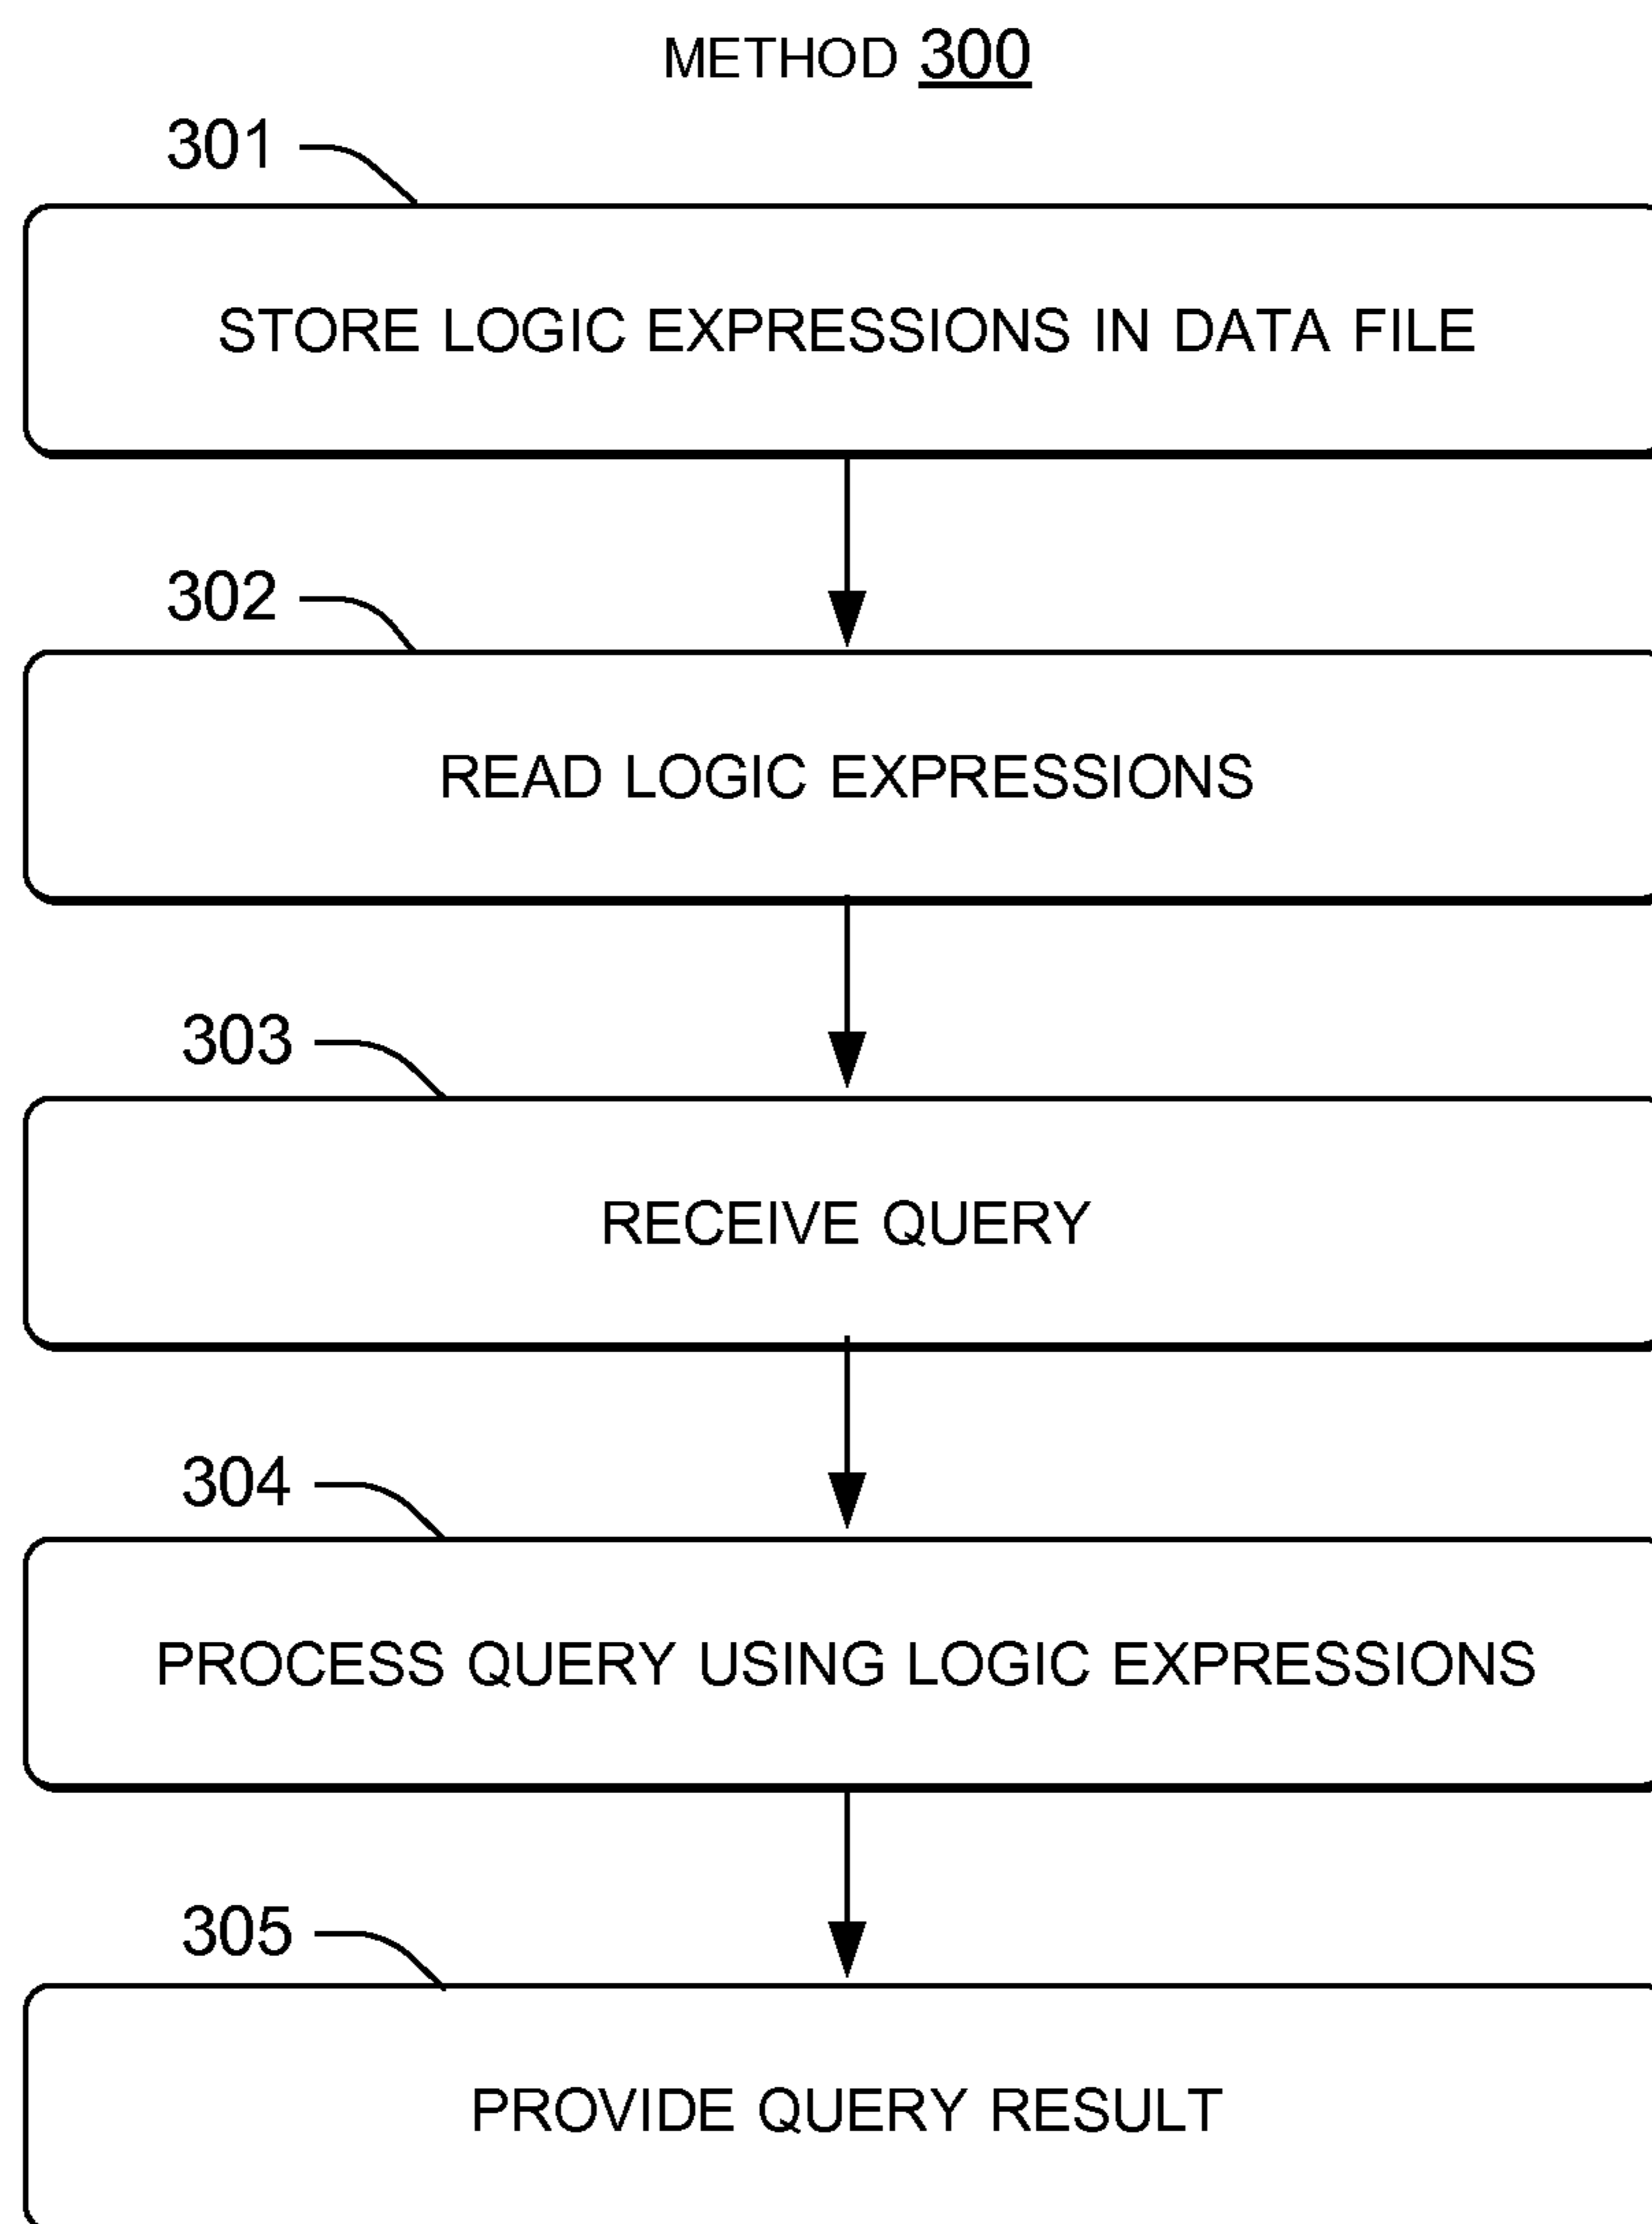 METHOD 300
301
STORE LOGIC EXPRESSIONS IN DATA FILE
302
READ LOGIC EXPRESSIONS
303
RECEIVE QUERY
304
PROCESS QUERY USING LOGIC EXPRESSIONS
305
PROVIDE QUERY RESULT